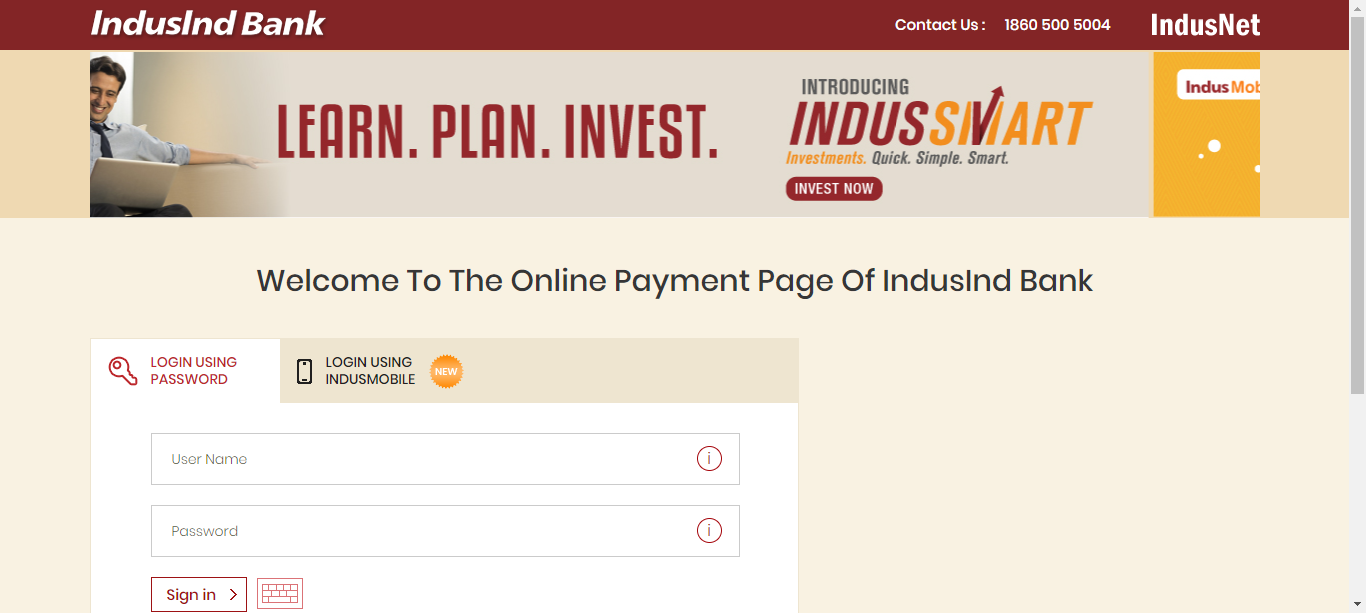 IndusInd Bank
Contact Us : 1860 500 5004
IndusNet
LEARN. PLAN. INVEST.
INTRODUCING
INDUSSMART
Investments. Quick. Simple. Smart.
INVEST NOW
Indus Mob
Welcome To The Online Payment Page Of IndusInd Bank
LOGIN USING
PASSWORD
LOGIN USING
INDUSMOBILE
NEW
User Name
i
Password
i
Sign in